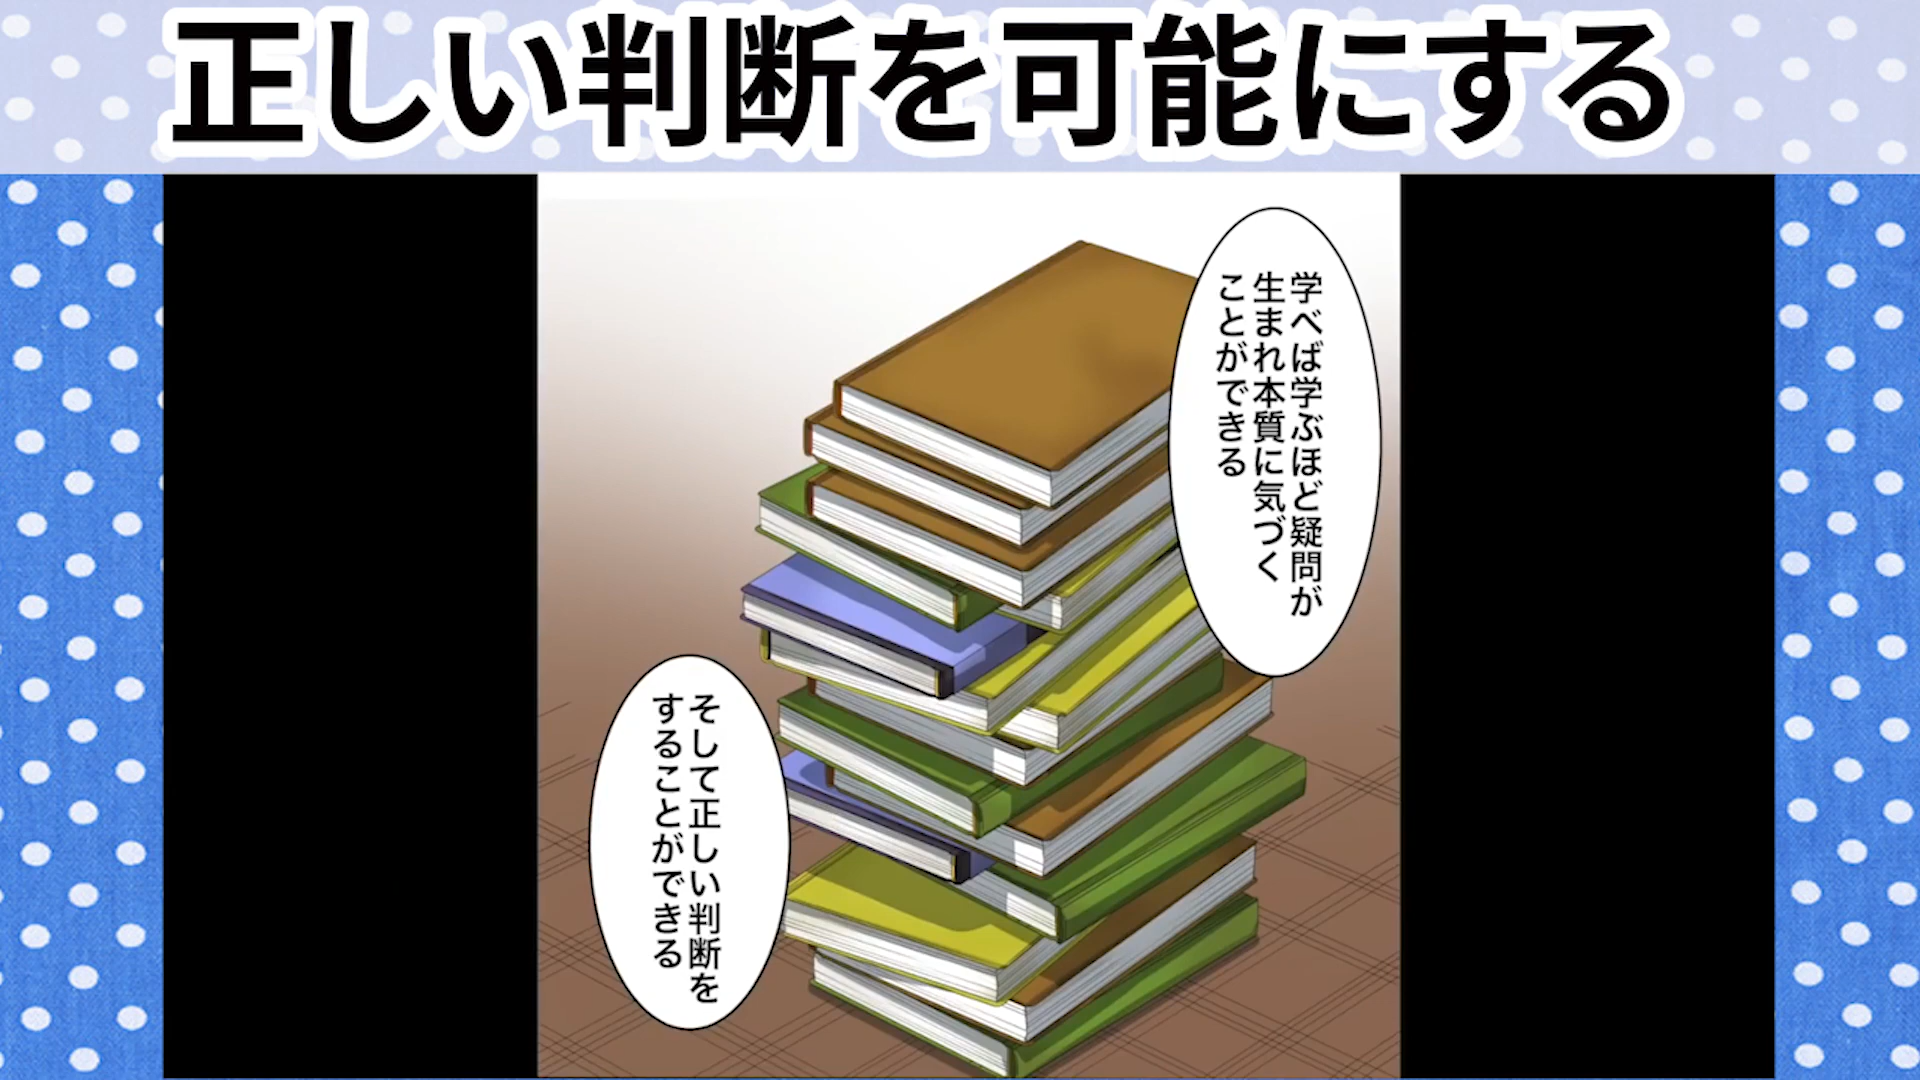 正しい判断を可能にする
学べば学ぶほど疑問が
生まれ本質に気づく
ことができる
そして正しい判断を
することができる